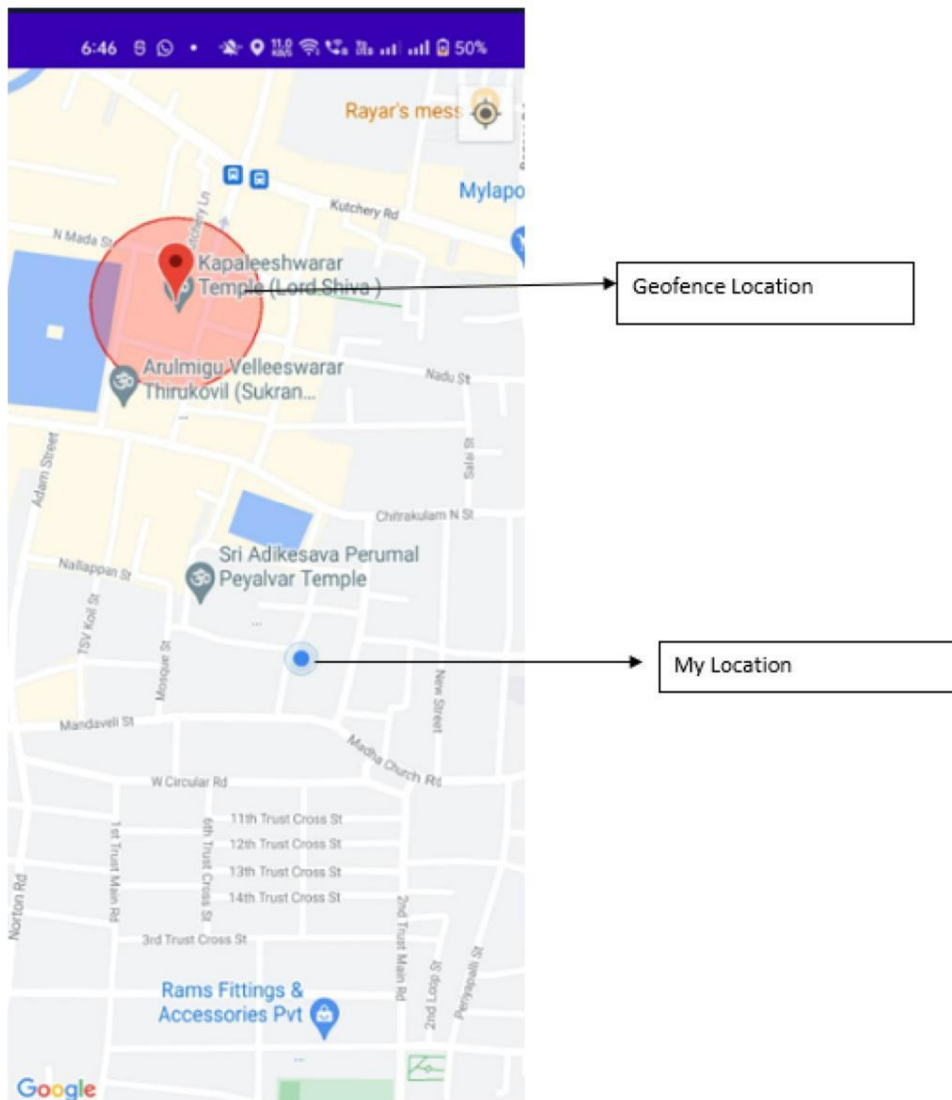 6:46
50%
Rayar's mess
Mylapo
Kutchery Rd
N Mada St
Kapaleeshwarar
Temple (Lord Shiva )
Geofence Location
Arulmigu Velleeswarar
Thirukovil (Sukran...
Nadu St
Salai St
Adam Street
Chitrakulam N St
Sri Adikesava Perumal
Peyalvar Temple
Nallappan St
TSV Koil St
Mosque St
My Location
New Street
Mandaveli St
Madha Church Rd
W Circular Rd
11th Trust Cross St
12th Trust Cross St
13th Trust Cross St
14th Trust Cross St
1st Trust Main Rd
6th Trust Cross St
Norton Rd
2nd Trust Main Rd
3rd Trust Cross St
Periyapalli St
2nd Loop St
Rams Fittings &
Accessories Pvt
Google